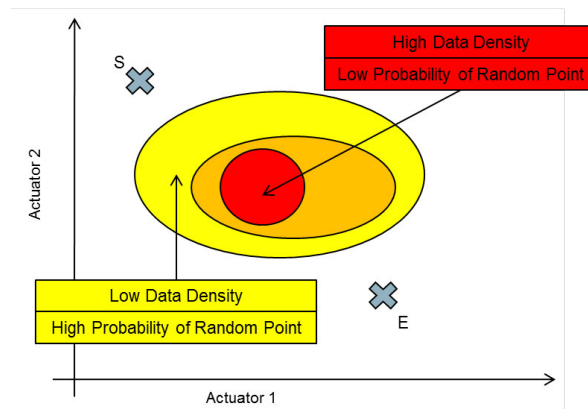 High Data Density
Low Probability of Random Point
S
Actuator 2
Low Data Density
High Probability of Random Point
E
Actuator 1